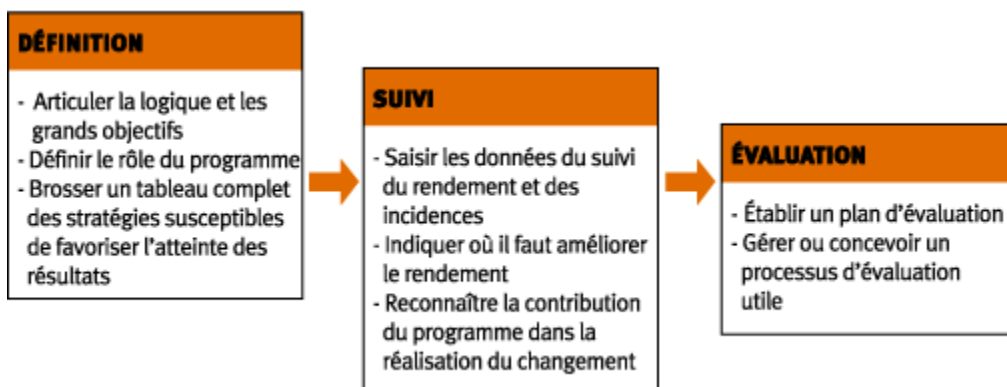 DÉFINITION
- Articuler la logique et les
grands objectifs
- Définir le rôle du programme
- Brosser un tableau complet
des stratégies susceptibles
de favoriser l'atteinte des
résultats
SUIVI
- Saisir les données du suivi
du rendement et des
incidences
- Indiquer où il faut améliorer
le rendement
- Reconnaître la contribution
du programme dans la
réalisation du changement
ÉVALUATION
- Établir un plan d'évaluation
- Gérer ou concevoir un
processus d'évaluation
utile